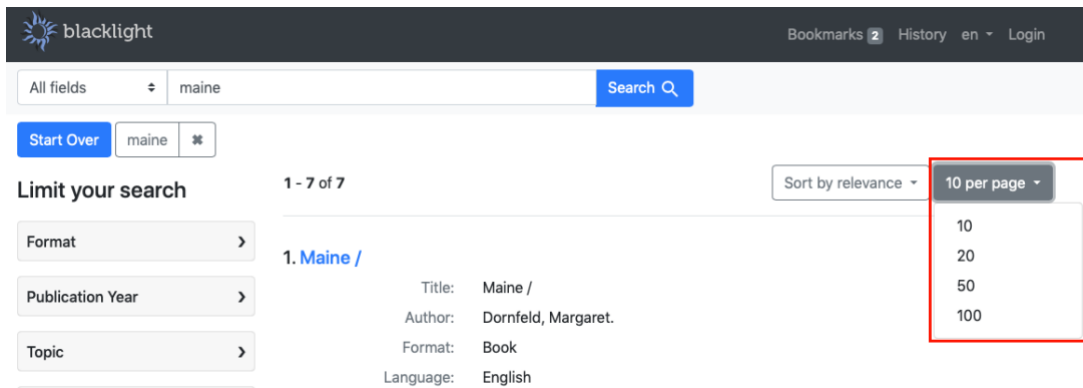 blacklight
Bookmarks 2 History en Login
All fields maine Search
Start Over maine ✖
Limit your search
1 - 7 of 7
Sort by relevance
10 per page
10
20
50
100
Format
Publication Year
Topic
1. Maine /
Title: Maine /
Author: Dornfeld, Margaret.
Format: Book
Language: English